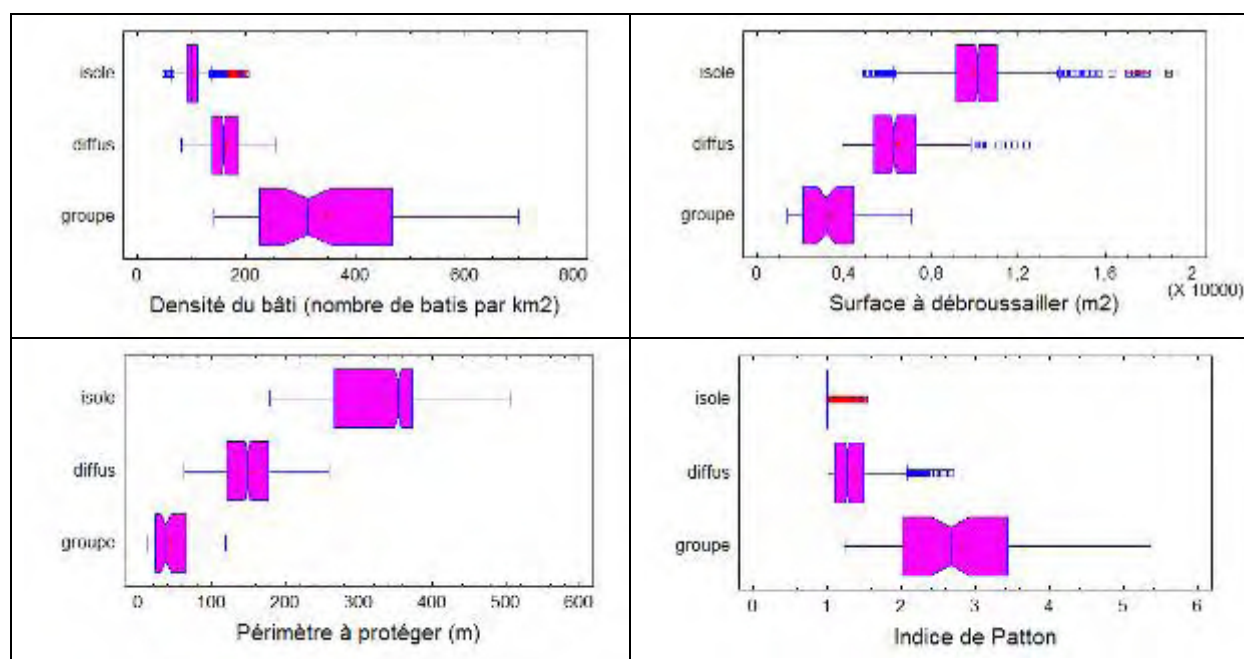 isole
diffus
groupe
0 200 400 600 800
Densité du bâti (nombre de batis par km2)
isole
diffus
groupe
0 0,4 0,8 1,2 1,6 2
(X 10000)
Surface à débroussailler (m2)
isole
diffus
groupe
0 100 200 300 400 500 600
Périmètre à protéger (m)
isole
diffus
groupe
0 1 2 3 4 5 6
Indice de Patton